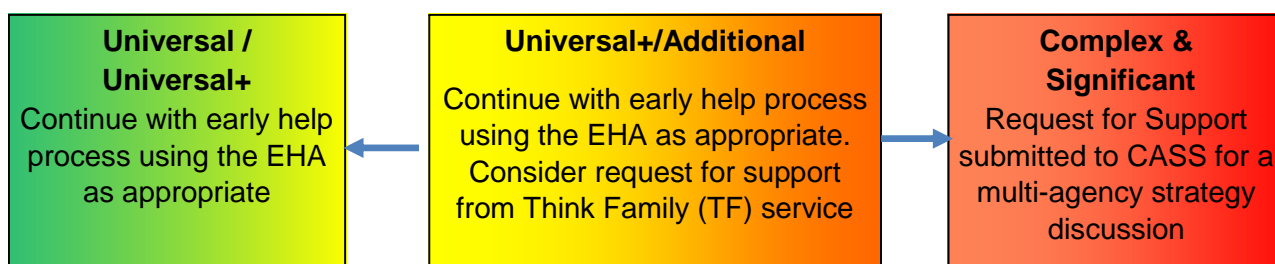 Universal /
Universal+
Continue with early help
process using the EHA
as appropriate
Universal+/Additional
Continue with early help process
using the EHA as appropriate.
Consider request for support
from Think Family (TF) service
Complex &
Significant
Request for Support
submitted to CASS for a
multi-agency strategy
discussion